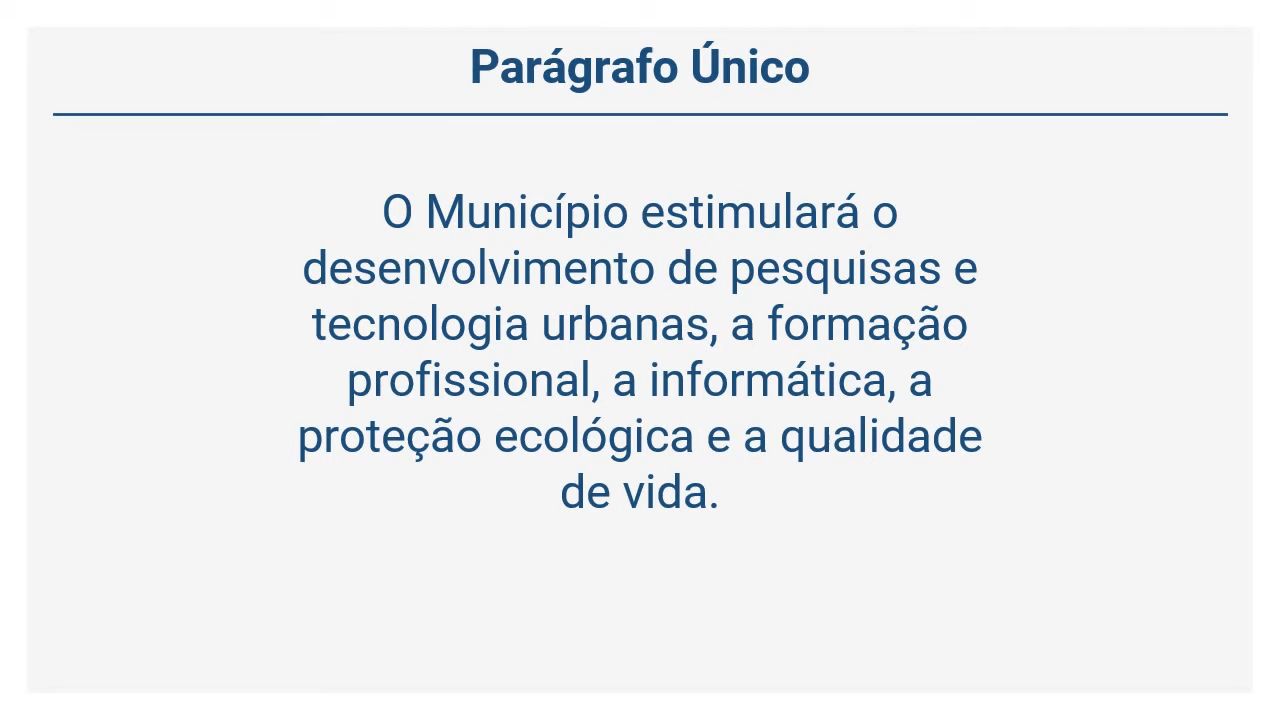 Parágrafo Único
O Município estimulará o
desenvolvimento de pesquisas e
tecnologia urbanas, a formação
profissional, a informática, a
proteção ecológica e a qualidade
de vida.